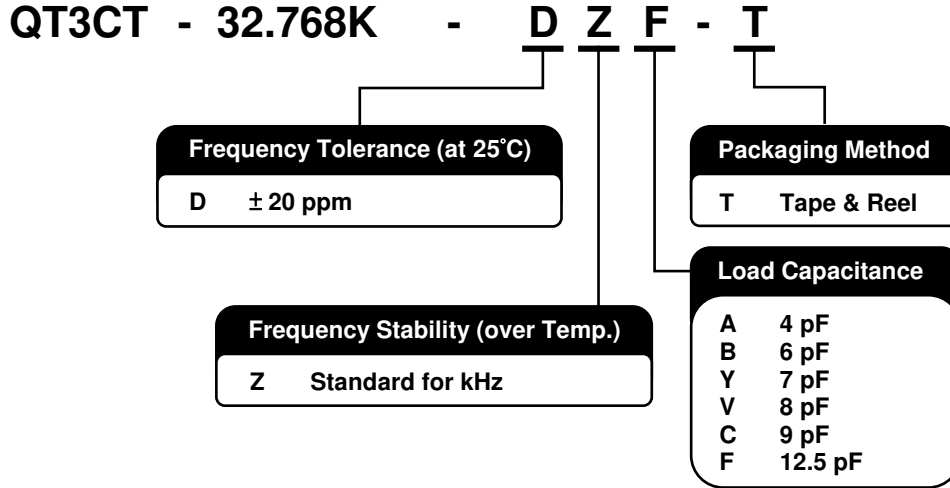 QT3CT - 32.768K - D Z F - T
Frequency Tolerance (at 25°C)
D ± 20 ppm
Packaging Method
T Tape & Reel
Load Capacitance
A 4 pF
B 6 pF
Y 7 pF
V 8 pF
C 9 pF
F 12.5 pF
Frequency Stability (over Temp.)
Z Standard for kHz